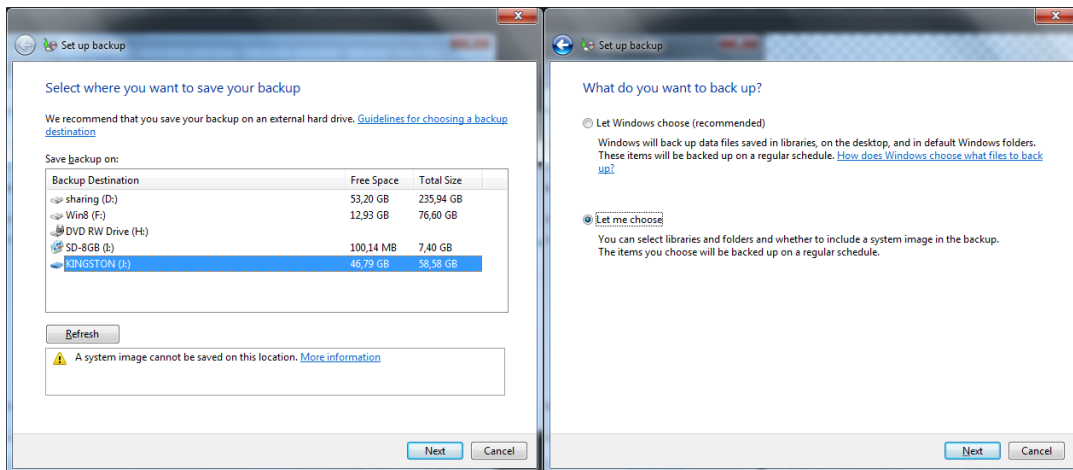 Set up backup
Select where you want to save your backup
We recommend that you save your backup on an external hard drive. Guidelines for choosing a backup
destination
Save backup on:
Backup Destination Free Space Total Size
sharing (D:) 53,20 GB 235,94 GB
Win8 (F:) 12,93 GB 76,60 GB
DVD RW Drive (H:)
SD-8GB (I:) 100,14 MB 7,40 GB
KINGSTON (J:) 46,79 GB 58,58 GB
Refresh
A system image cannot be saved on this location. More information
Next Cancel
Set up backup
What do you want to back up?
Let Windows choose (recommended)
Windows will back up data files saved in libraries, on the desktop, and in default Windows folders.
These items will be backed up on a regular schedule. How does Windows choose what files to back
up?
Let me choose
You can select libraries and folders and whether to include a system image in the backup.
The items you choose will be backed up on a regular schedule.
Next Cancel